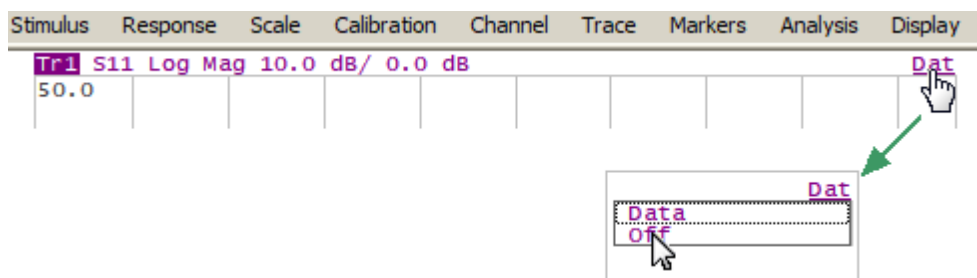 Stimulus Response Scale Calibration Channel Trace Markers Analysis Display
Tr1 S11 Log Mag 10.0 dB/ 0.0 dB Dat
50.0
Dat
Data
Off